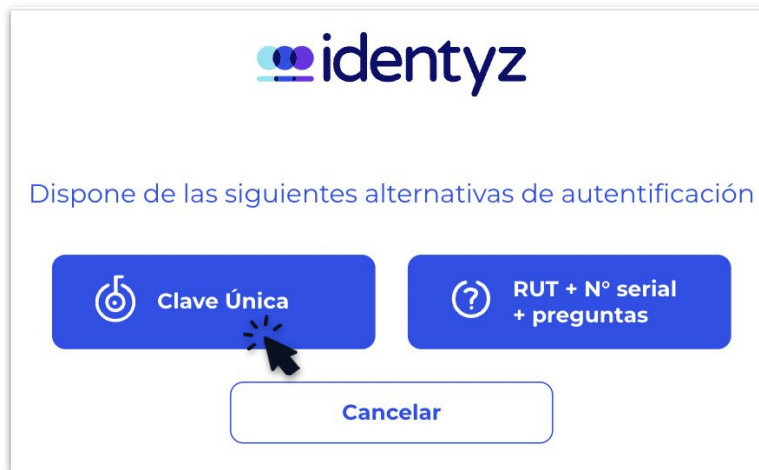 identyz
Dispone de las siguientes alternativas de autentificación
Clave Única
RUT + N° serial
+ preguntas
Cancelar